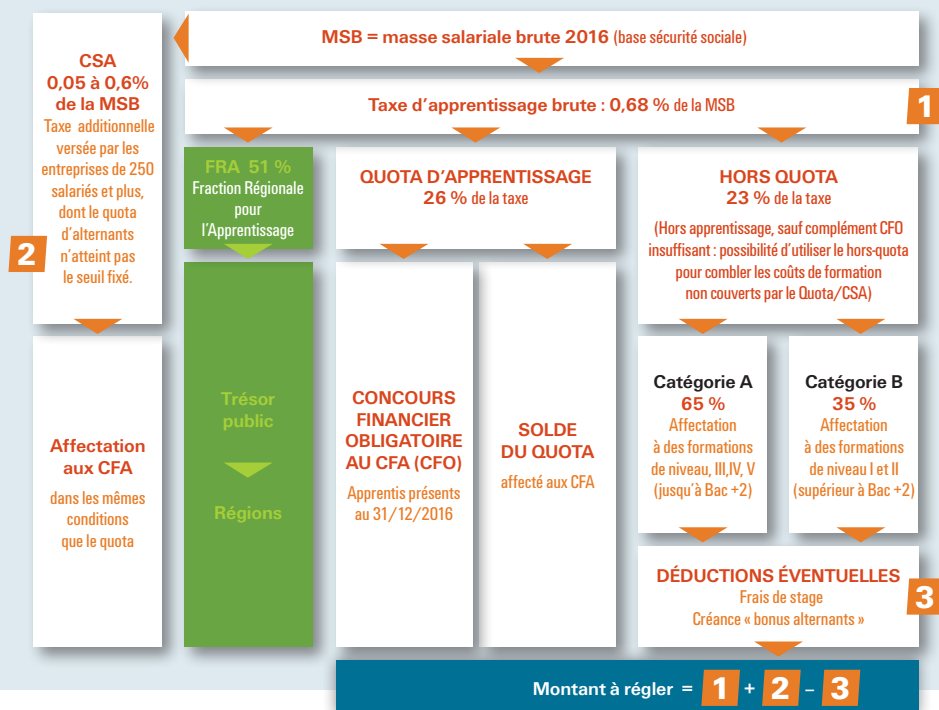 MSB = masse salariale brute 2016 (base sécurité sociale)
Taxe d'apprentissage brute : 0,68 % de la MSB
1
CSA
0,05 à 0,6%
de la MSB
Taxe additionnelle
versée par les
entreprises de 250
salariés et plus,
dont le quota
d'alternants
n'atteint pas
le seuil fixé.
2
Affectation
aux CFA
dans les mêmes
conditions
que le quota
FRA 51 %
Fraction Régionale
pour
l'Apprentissage
Trésor
public
Régions
QUOTA D'APPRENTISSAGE
26 % de la taxe
CONCOURS
FINANCIER
OBLIGATOIRE
AU CFA (CFO)
Apprentis présents
au 31/12/2016
SOLDE
DU QUOTA
affecté aux CFA
HORS QUOTA
23 % de la taxe
(Hors apprentissage, sauf complément CFO
insuffisant : possibilité d'utiliser le hors-quota
pour combler les coûts de formation
non couverts par le Quota/CSA)
Catégorie A
65 %
Affectation
à des formations
de niveau, III,IV, V
(jusqu'à Bac +2)
Catégorie B
35 %
Affectation
à des formations
de niveau I et II
(supérieur à Bac +2)
DÉDUCTIONS ÉVENTUELLES
Frais de stage
Créance « bonus alternants »
3
Montant à régler = 1 + 2 – 3